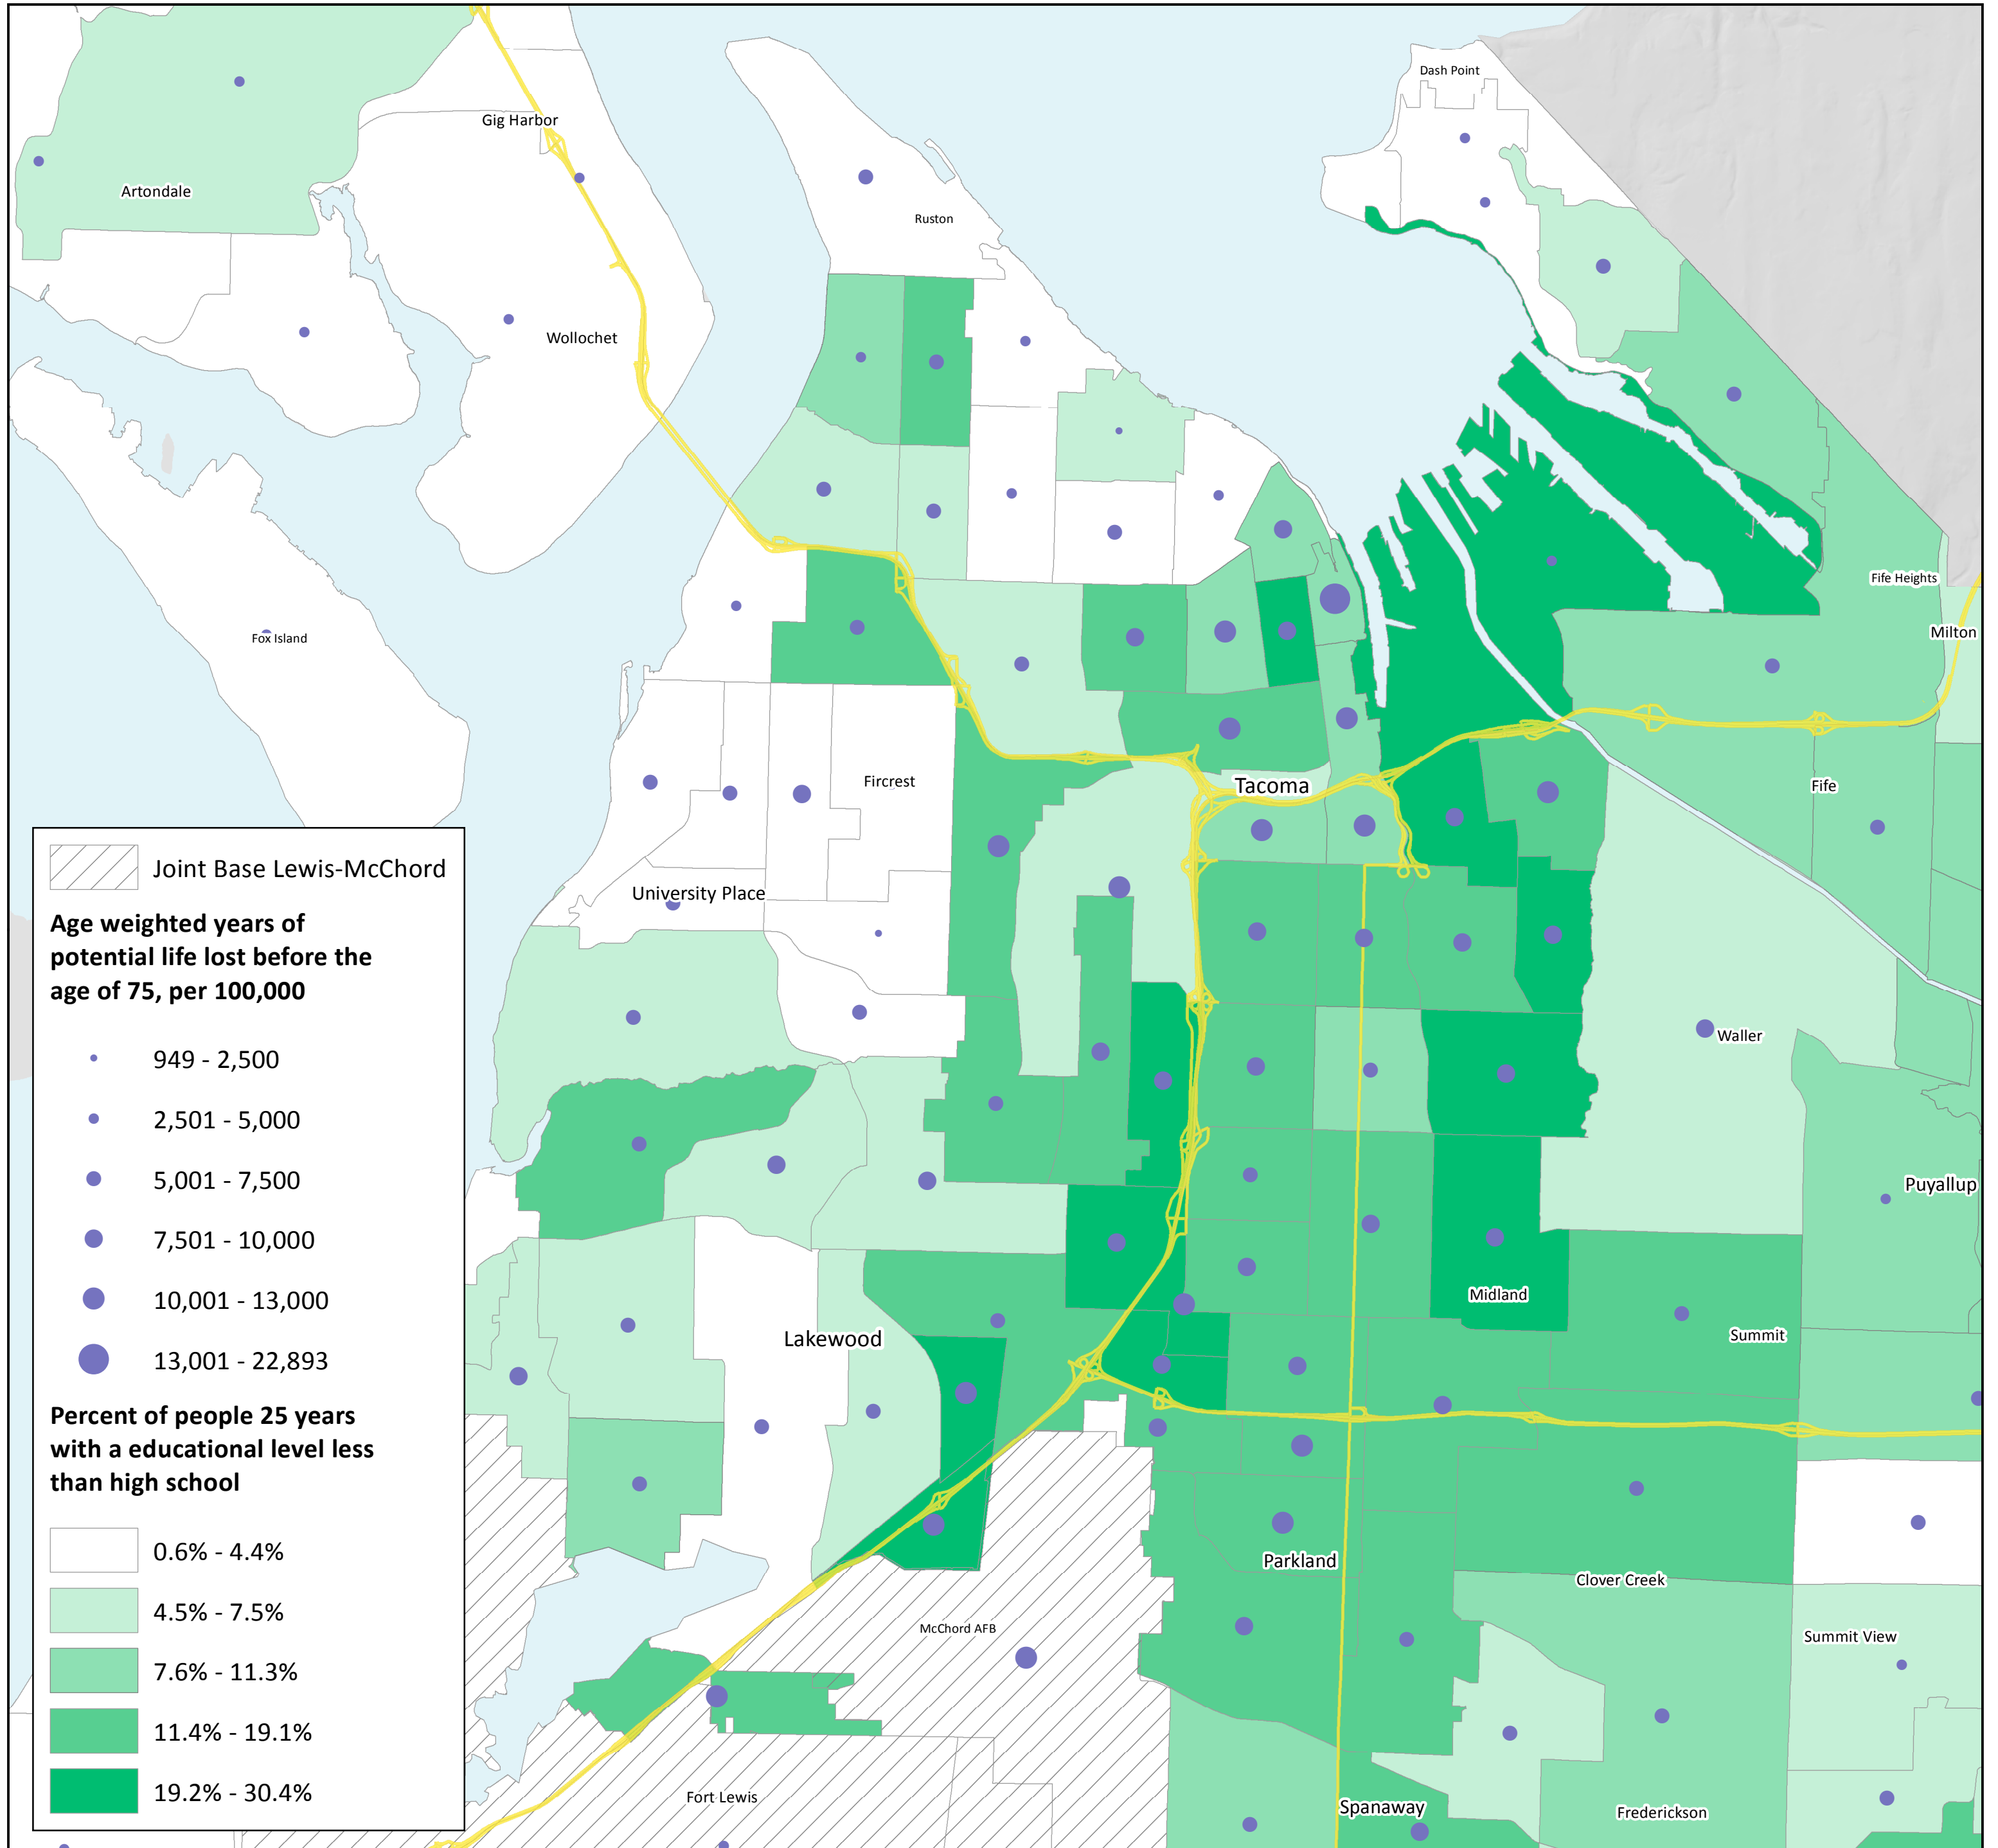 Dash Point
Gig Harbor
Artondale
Ruston
Wollochet
Fife Heights
Milton
Fox Island
Fircrest
Tacoma
Fife
University Place
Waller
Puyallup
Midland
Summit
Lakewood
Parkland
Clover Creek
McChord AFB
Summit View
Fort Lewis
Spanaway
Frederickson
Joint Base Lewis-McChord
Age weighted years of
potential life lost before the
age of 75, per 100,000
949 - 2,500
2,501 - 5,000
5,001 - 7,500
7,501 - 10,000
10,001 - 13,000
13,001 - 22,893
Percent of people 25 years
with a educational level less
than high school
0.6% - 4.4%
4.5% - 7.5%
7.6% - 11.3%
11.4% - 19.1%
19.2% - 30.4%